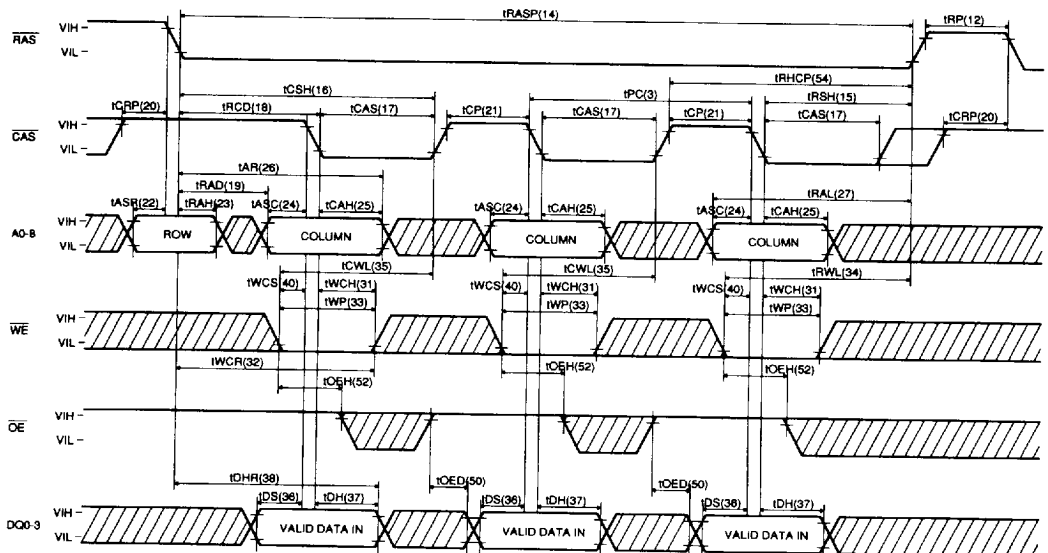 tRASP(14) tRP(12)
RAS VIH
VIL
tRHCP(54)
tCSH(16) tPC(3) tRSH(15)
tCRP(20) tRCD(18) tCAS(17) tCP(21) tCAS(17) tCP(21) tCAS(17) tCRP(20)
CAS VIH
VIL
tAR(26)
tRAD(19) tRAL(27)
tASR(22) tRAH(23) tASC(24) tCAH(25) tASC(24) tCAH(25) tASC(24) tCAH(25)
A0-8 VIH
VIL
ROW COLUMN COLUMN COLUMN
tCWL(35) tCWL(35) tRWL(34)
tWCS(40) tWCH(31) tWCS(40) tWCH(31) tWCS(40) tWCH(31)
tWP(33) tWP(33) tWP(33)
WE VIH
VIL
tWCR(32)
tOEH(52) tOEH(52) tOEH(52)
OE VIH
VIL
tDHR(38) tOED(50) tOED(50)
tDS(36) tDH(37) tDS(36) tDH(37) tDS(36) tDH(37)
DQ0-3 VIH
VIL
VALID DATA IN VALID DATA IN VALID DATA IN